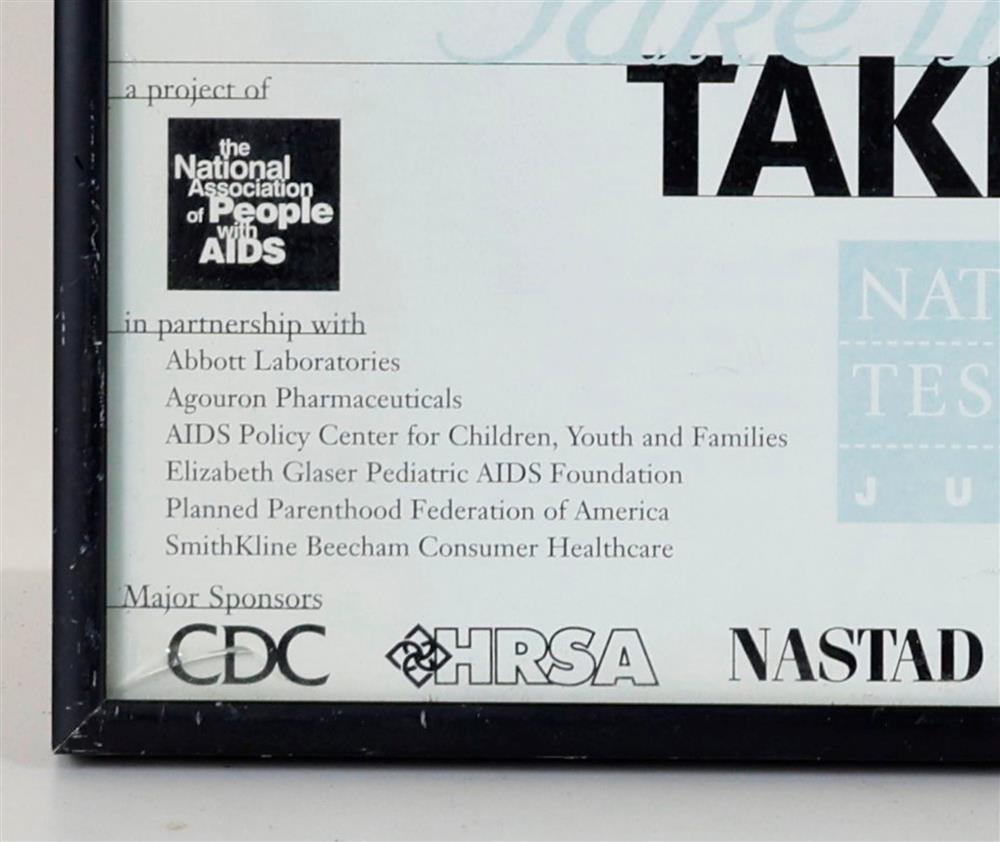 Take
TAK
a project of
the
National
Association
of People
with
AIDS
in partnership with
Abbott Laboratories
Agouron Pharmaceuticals
AIDS Policy Center for Children, Youth and Families
Elizabeth Glaser Pediatric AIDS Foundation
Planned Parenthood Federation of America
SmithKline Beecham Consumer Healthcare
NAT
TES
J U
Major Sponsors
CDC
HRSA
NASTAD